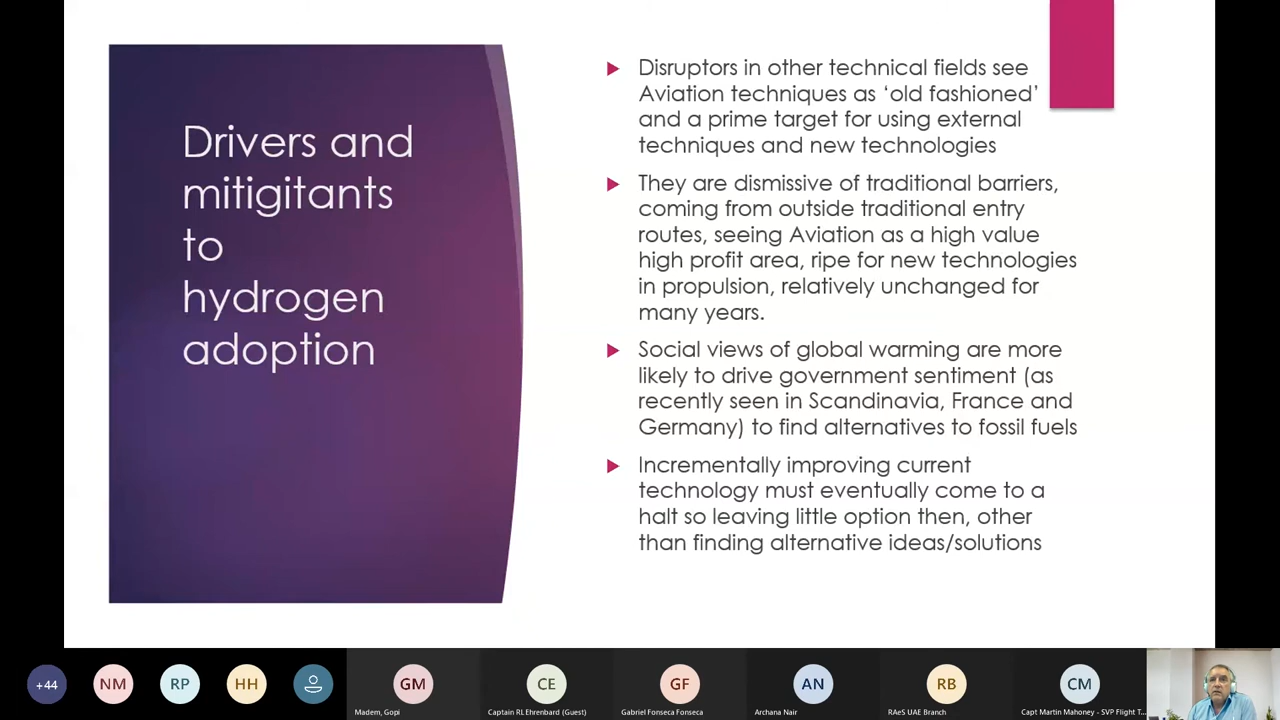 Drivers and
mitigitants
to
hydrogen
adoption
Disruptors in other technical fields see
Aviation techniques as ‘old fashioned’
and a prime target for using external
techniques and new technologies
They are dismissive of traditional barriers,
coming from outside traditional entry
routes, seeing Aviation as a high value
high profit area, ripe for new technologies
in propulsion, relatively unchanged for
many years.
Social views of global warming are more
likely to drive government sentiment (as
recently seen in Scandinavia, France and
Germany) to find alternatives to fossil fuels
Incrementally improving current
technology must eventually come to a
halt so leaving little option then, other
than finding alternative ideas/solutions
+44
NM
RP
HH
GM
CE
GF
AN
RB
CM
Madem, Gopi
Captain RL Ehrenbard (Guest)
Gabriel Fonseca Fonseca
Archana Nair
RAeS UAE Branch
Capt Martin Mahoney - SVP Flight T...